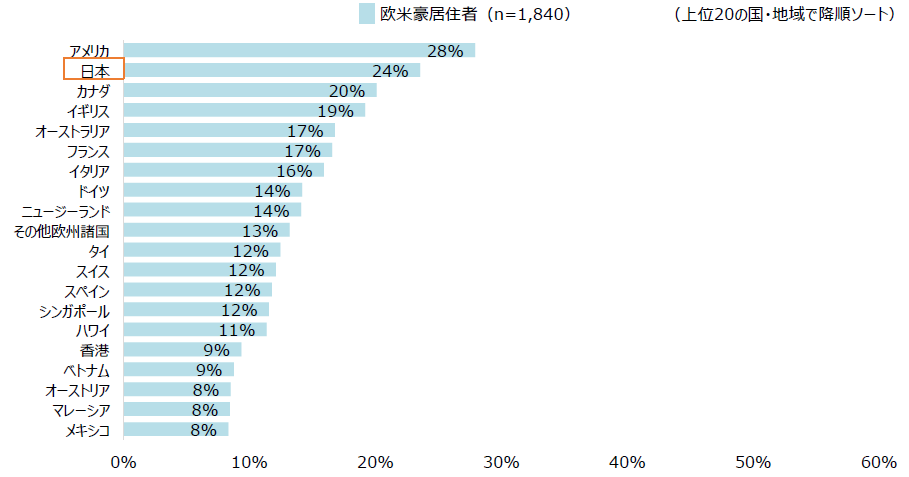 欧米豪居住者（n=1,840） （上位20の国・地域で降順ソート）
アメリカ 28%
日本 24%
カナダ 20%
イギリス 19%
オーストラリア 17%
フランス 17%
イタリア 16%
ドイツ 14%
ニュージーランド 14%
その他欧州諸国 13%
タイ 12%
スイス 12%
スペイン 12%
シンガポール 12%
ハワイ 11%
香港 9%
ベトナム 9%
オーストリア 8%
マレーシア 8%
メキシコ 8%
0% 10% 20% 30% 40% 50% 60%